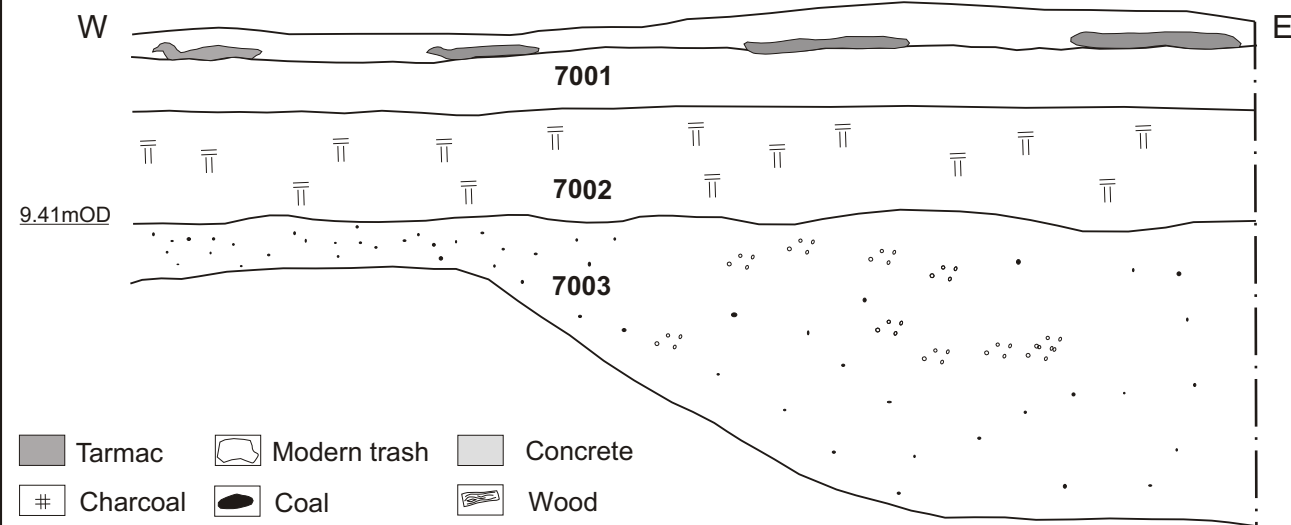 W
E
7001
7002
9.41mOD
7003
Tarmac
Modern trash
Concrete
Charcoal
Coal
Wood